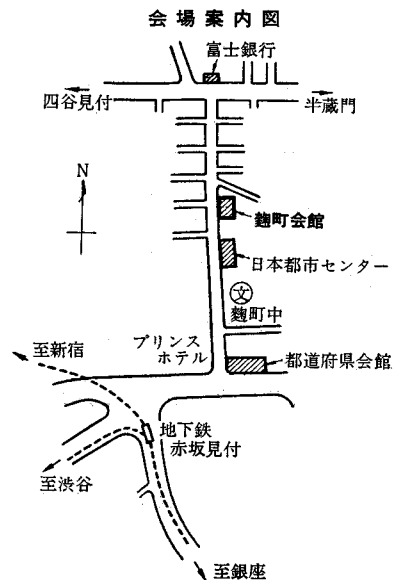 会場案内図
富士銀行
四谷見付
半蔵門
N
麴町会館
日本都市センター
文
麴町中
プリンス
ホテル
都道府県会館
至新宿
地下鉄
赤坂見付
至渋谷
至銀座